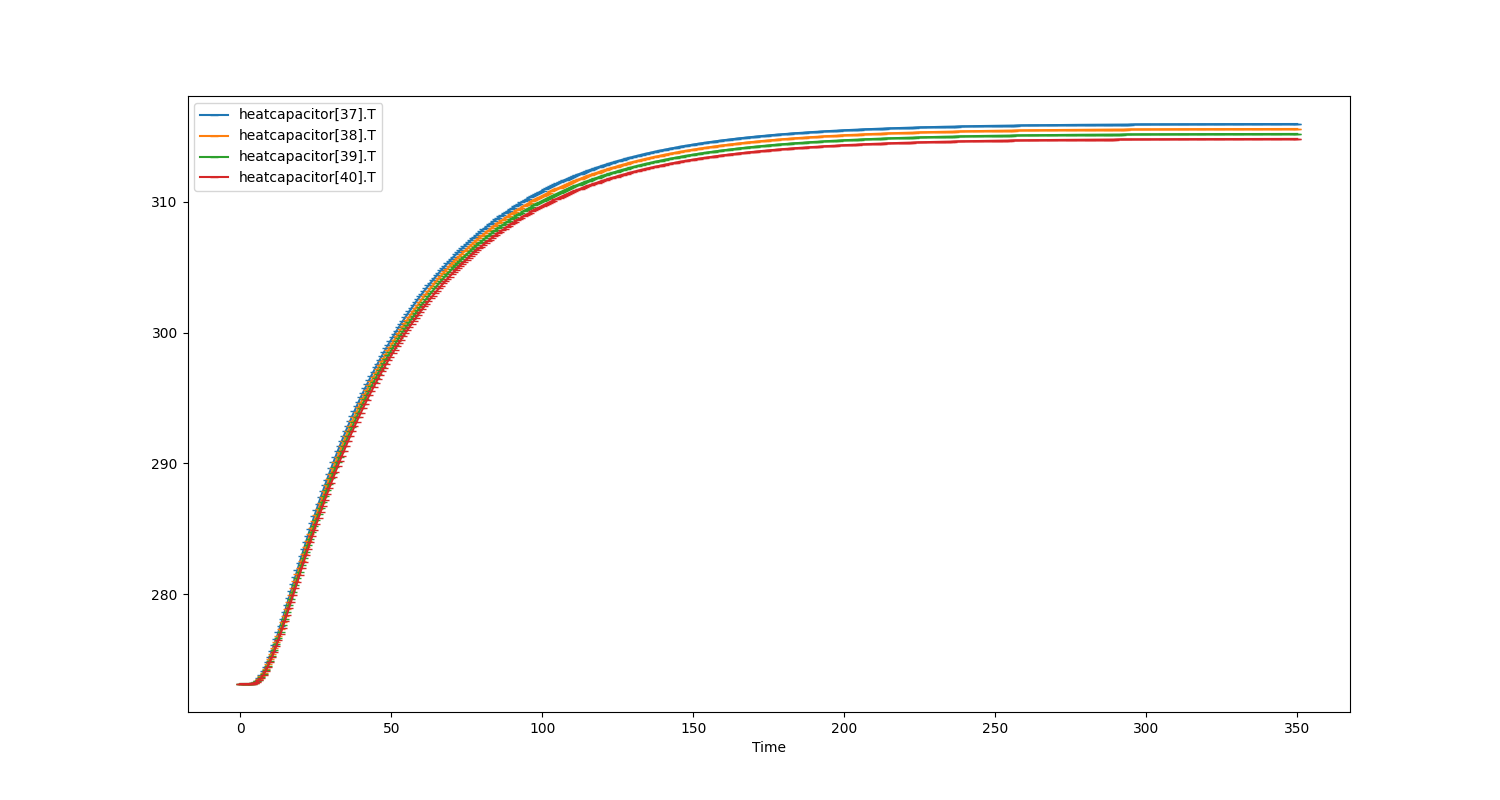 heatcapacitor[37].T
heatcapacitor[38].T
heatcapacitor[39].T
heatcapacitor[40].T
310
300
290
280
0 50 100 150 200 250 300 350
Time